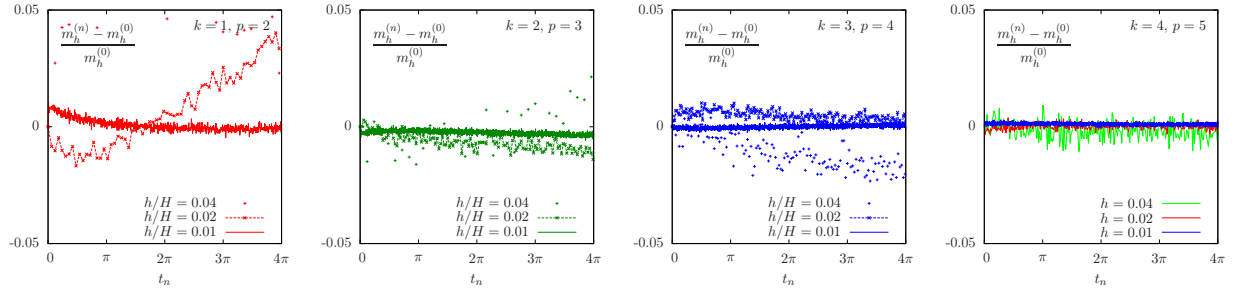 0.05
k = 1, p = 2
m_h^{(n)} − m_h^{(0)}
m_h^{(0)}
0
h/H = 0.04
h/H = 0.02
h/H = 0.01
-0.05
0 π 2π 3π 4π
t_n
0.05
k = 2, p = 3
m_h^{(n)} − m_h^{(0)}
m_h^{(0)}
0
h/H = 0.04
h/H = 0.02
h/H = 0.01
-0.05
0 π 2π 3π 4π
t_n
0.05
k = 3, p = 4
m_h^{(n)} − m_h^{(0)}
m_h^{(0)}
0
h/H = 0.04
h/H = 0.02
h/H = 0.01
-0.05
0 π 2π 3π 4π
t_n
0.05
k = 4, p = 5
m_h^{(n)} − m_h^{(0)}
m_h^{(0)}
0
h = 0.04
h = 0.02
h = 0.01
-0.05
0 π 2π 3π 4π
t_n